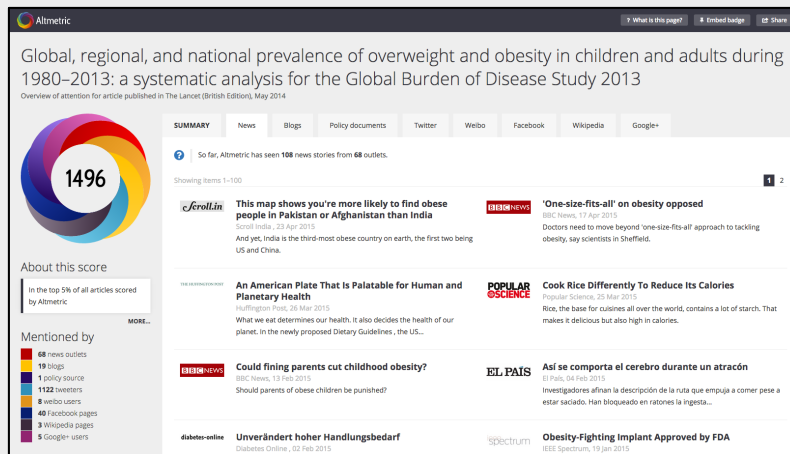 Altmetric
? What is this page?
Embed badge
Share
Global, regional, and national prevalence of overweight and obesity in children and adults during
1980–2013: a systematic analysis for the Global Burden of Disease Study 2013
Overview of attention for article published in The Lancet (British Edition), May 2014
1496
About this score
In the top 5% of all articles scored
by Altmetric
MORE...
Mentioned by
68 news outlets
19 blogs
1 policy source
1122 tweeters
8 weibo users
40 Facebook pages
3 Wikipedia pages
5 Google+ users
SUMMARY
News
Blogs
Policy documents
Twitter
Weibo
Facebook
Wikipedia
Google+
? So far, Altmetric has seen 108 news stories from 68 outlets.
Showing items 1–100
1 2
Scroll.in
This map shows you're more likely to find obese
people in Pakistan or Afghanistan than India
Scroll India , 23 Apr 2015
And yet, India is the third-most obese country on earth, the first two being
US and China.
BBC NEWS
'One-size-fits-all' on obesity opposed
BBC News, 17 Apr 2015
Doctors need to move beyond 'one-size-fits-all' approach to tackling
obesity, say scientists in Sheffield.
THE HUFFINGTON POST
An American Plate That Is Palatable for Human and
Planetary Health
Huffington Post, 26 Mar 2015
What we eat determines our health. It also decides the health of our
planet. In the newly proposed Dietary Guidelines , the US...
POPULAR
SCIENCE
Cook Rice Differently To Reduce Its Calories
Popular Science, 25 Mar 2015
Rice, the base for cuisines all over the world, contains a lot of starch. That
makes it delicious but also high in calories.
BBC NEWS
Could fining parents cut childhood obesity?
BBC News, 13 Feb 2015
Should parents of obese children be punished?
EL PAÍS
Así se comporta el cerebro durante un atracón
El País, 04 Feb 2015
Investigadores afinan la descripción de la ruta que empuja a comer pese a
estar saciado. Han bloqueado en ratones la ingesta...
diabetes-online
Unverändert hoher Handlungsbedarf
Diabetes Online , 02 Feb 2015
spectrum
Obesity-Fighting Implant Approved by FDA
IEEE Spectrum, 19 Jan 2015